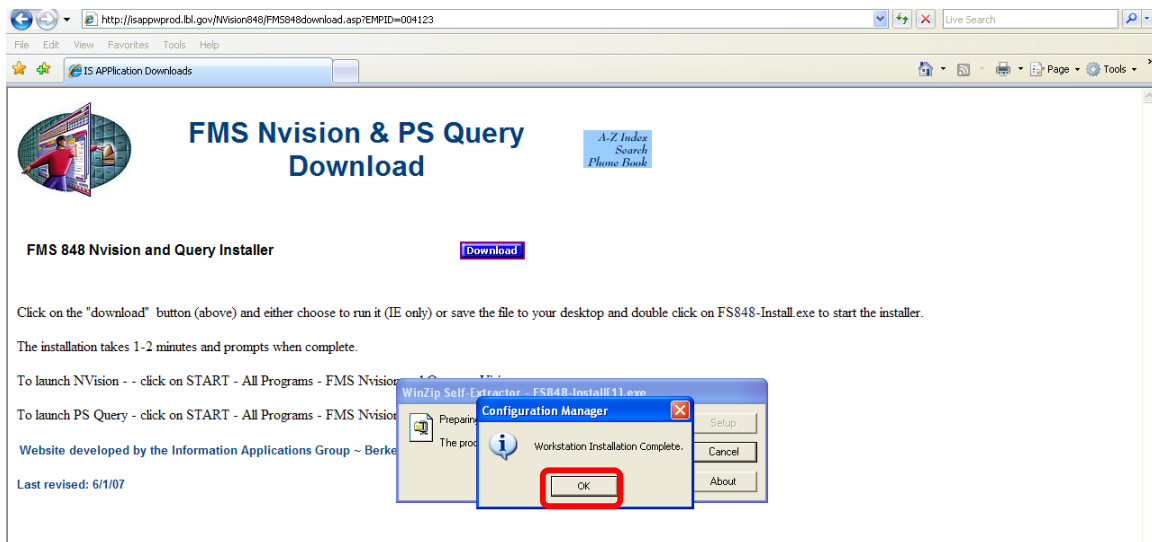 http://isappwprod.lbl.gov/NVision848/FMS848download.asp?EMPID=004123
Live Search
File Edit View Favorites Tools Help
IS APPlication Downloads
Page Tools
FMS Nvision & PS Query
Download
A-Z Index
Search
Phone Book
FMS 848 Nvision and Query Installer
Download
Click on the "download" button (above) and either choose to run it (IE only) or save the file to your desktop and double click on FS848-Install.exe to start the installer.
The installation takes 1-2 minutes and prompts when complete.
To launch NVision - - click on START - All Programs - FMS Nvision
To launch PS Query - click on START - All Programs - FMS Nvision
Website developed by the Information Applications Group ~ Berke
Last revised: 6/1/07
WinZip Self-Extractor - FS848-Install[1].exe
Preparin
The proc
Setup
Cancel
About
Configuration Manager
Workstation Installation Complete.
OK